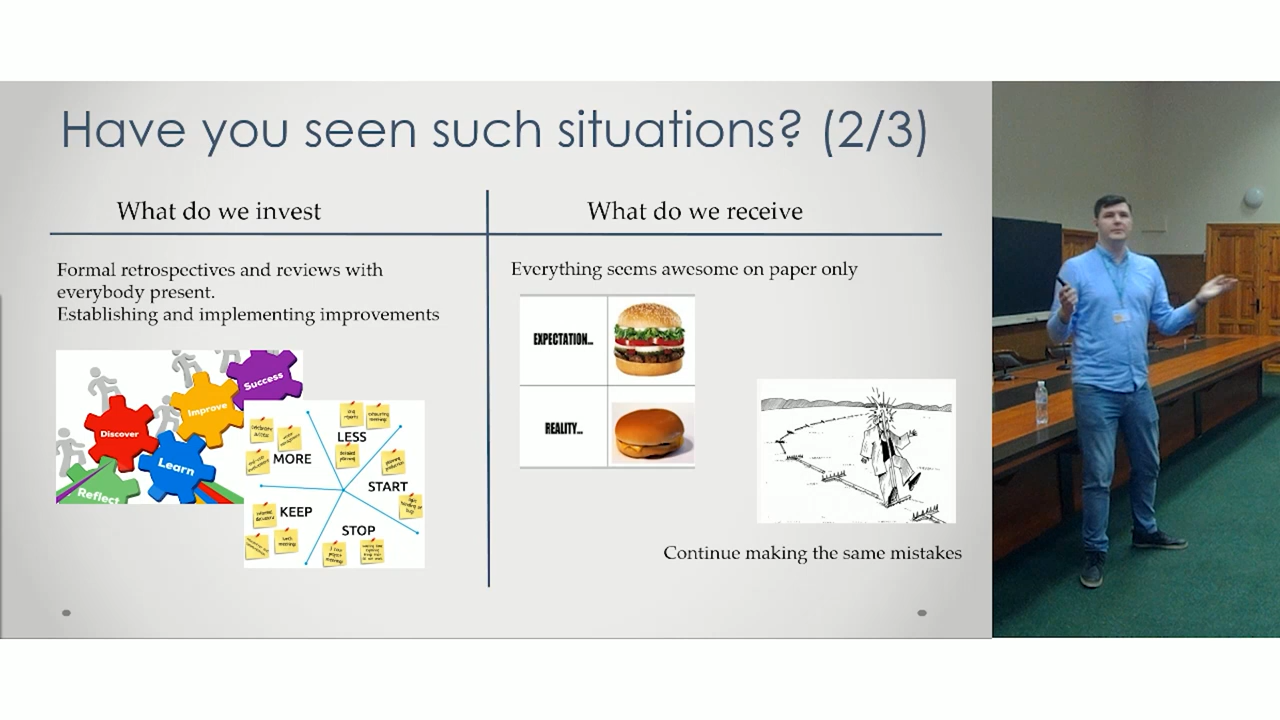 Have you seen such situations? (2/3)
What do we invest
What do we receive
Formal retrospectives and reviews with
everybody present.
Establishing and implementing improvements
Everything seems awesome on paper only
EXPECTATION...
REALITY...
Success
Improve
Discover
Learn
Reflect
LESS
MORE
START
KEEP
STOP
Continue making the same mistakes